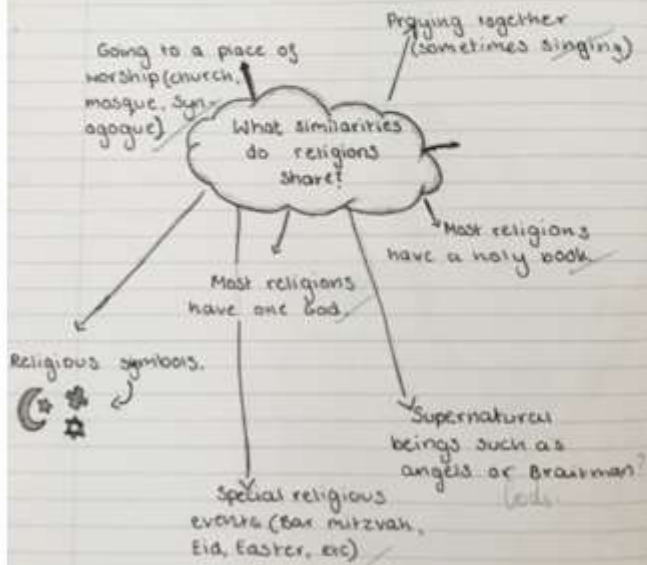 Praying together
(sometimes singing)
Going to a place of
worship (church,
mosque, Syn-
agogue)
What similarities
do religions
share?
Most religions
have a holy book.
Most religions
have one God.
Religious symbols.
Supernatural
beings such as
angels or Brautman?
Gods.
Special religious
events (Bar mitzvah,
Eid, Easter, etc)